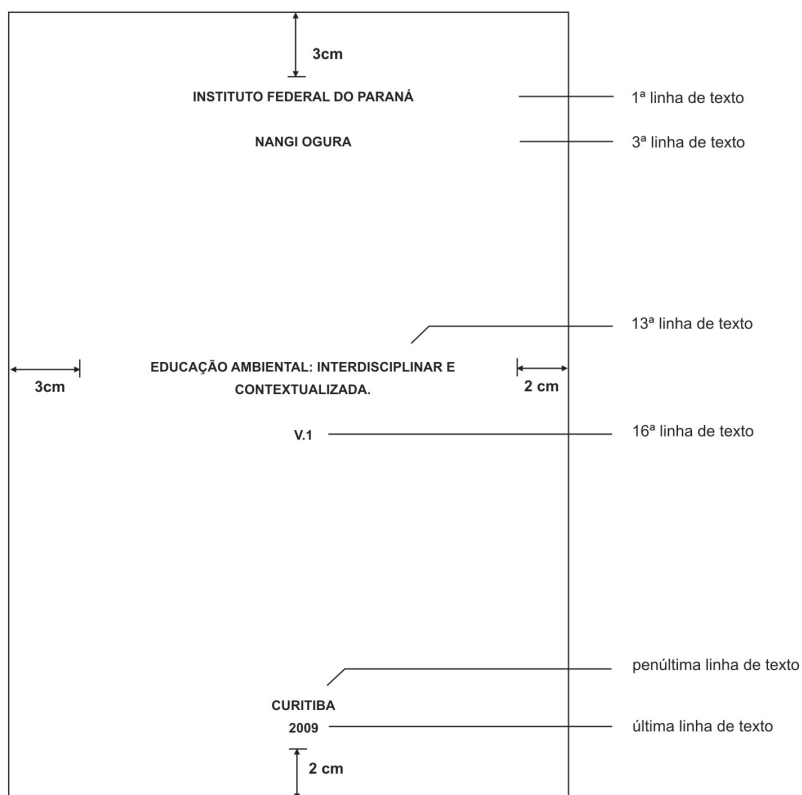 3cm
INSTITUTO FEDERAL DO PARANÁ
1ª linha de texto
NANGI OGURA
3ª linha de texto
13ª linha de texto
EDUCAÇÃO AMBIENTAL: INTERDISCIPLINAR E
3cm
2 cm
CONTEXTUALIZADA.
V.1
16ª linha de texto
penúltima linha de texto
CURITIBA
2009
última linha de texto
2 cm